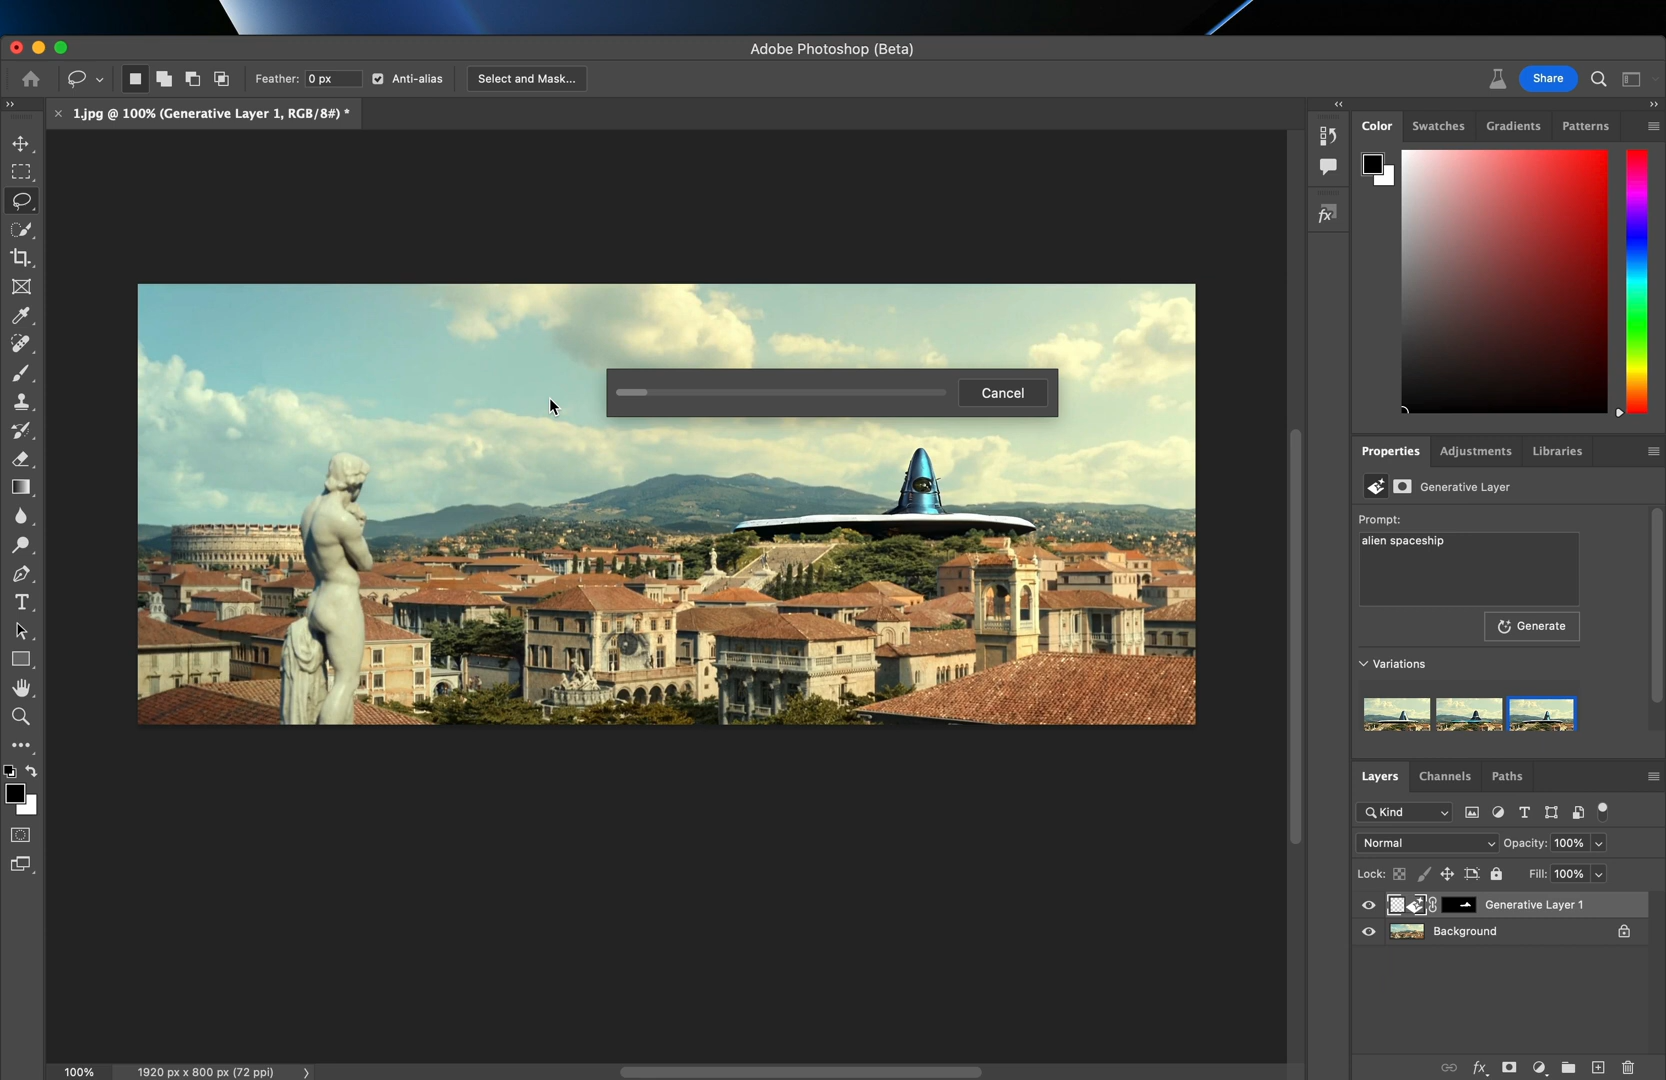 Adobe Photoshop (Beta)
Feather: 0 px Anti-alias Select and Mask... Share
1.jpg @ 100% (Generative Layer 1, RGB/8#) *
Color Swatches Gradients Patterns
Cancel
Properties Adjustments Libraries
Generative Layer
Prompt:
alien spaceship
Generate
Variations
Layers Channels Paths
Kind
Normal Opacity: 100%
Lock: Fill: 100%
Generative Layer 1
Background
100% 1920 px x 800 px (72 ppi)